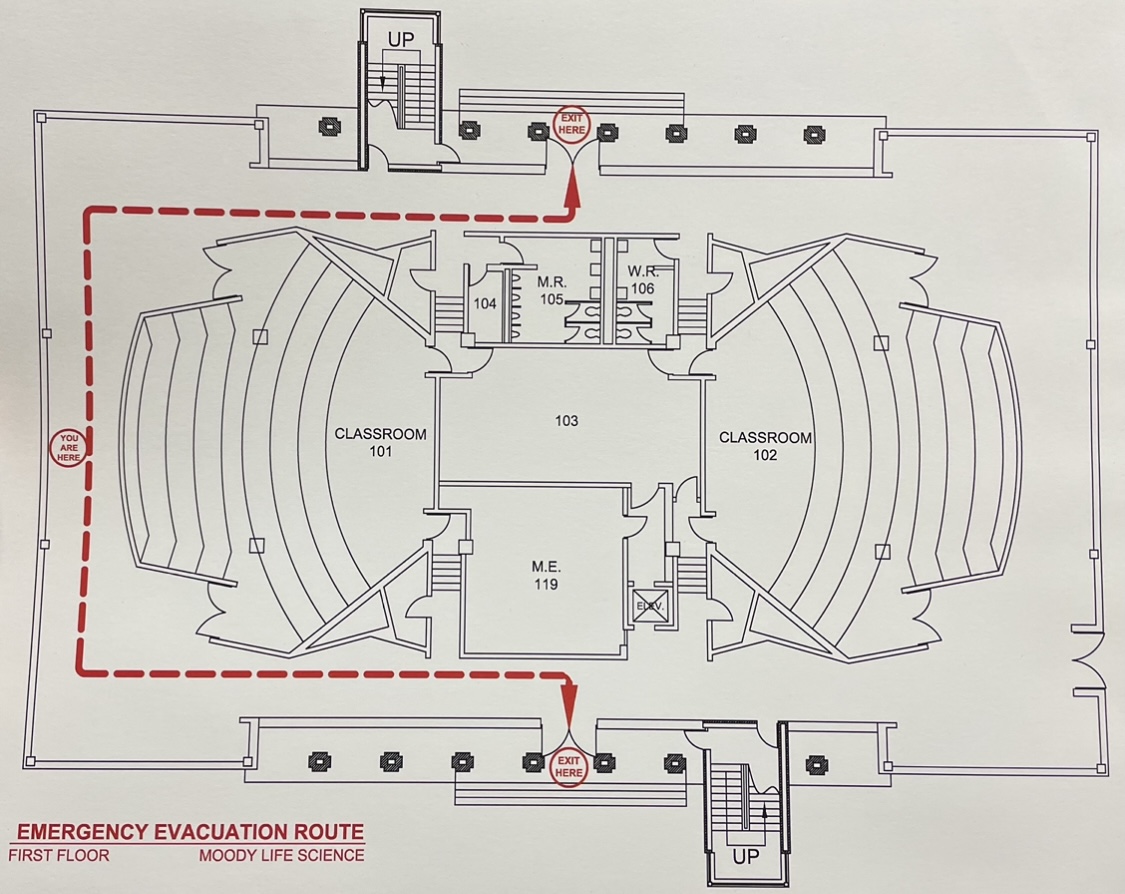 UP
EXIT
HERE
104
M.R.
105
W.R.
106
103
CLASSROOM
101
CLASSROOM
102
YOU
ARE
HERE
M.E.
119
ELEV.
EXIT
HERE
UP
EMERGENCY EVACUATION ROUTE
FIRST FLOOR MOODY LIFE SCIENCE